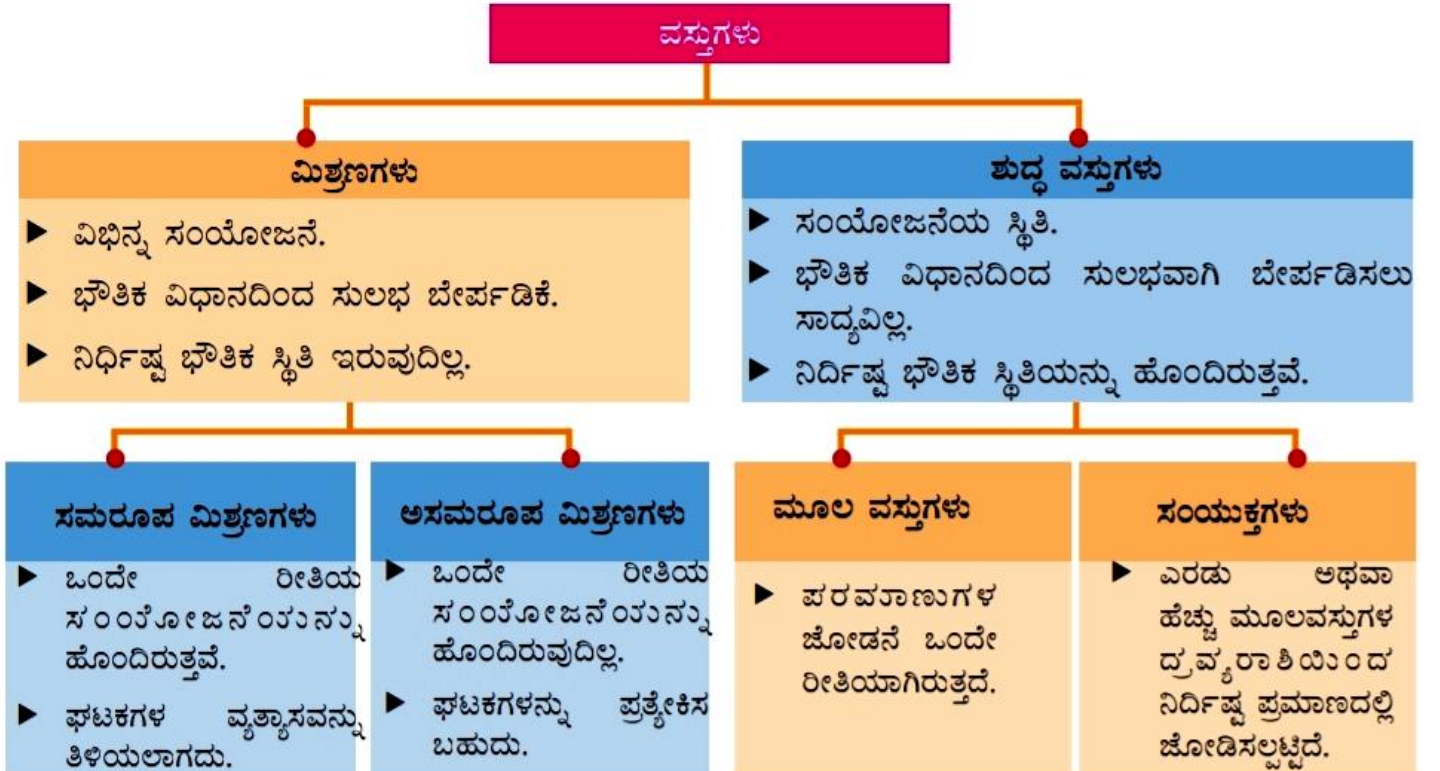 ವಸ್ತುಗಳು
ಮಿಶ್ರಣಗಳು
ವಿಭಿನ್ನ ಸಂಯೋಜನೆ.
ಭೌತಿಕ ವಿಧಾನದಿಂದ ಸುಲಭ ಬೇರ್ಪಡಿಕೆ.
ನಿರ್ಧಿಷ್ಟ ಭೌತಿಕ ಸ್ಥಿತಿ ಇರುವುದಿಲ್ಲ.
ಶುದ್ಧ ವಸ್ತುಗಳು
ಸಂಯೋಜನೆಯ ಸ್ಥಿತಿ.
ಭೌತಿಕ ವಿಧಾನದಿಂದ ಸುಲಭವಾಗಿ ಬೇರ್ಪಡಿಸಲು
ಸಾದ್ಯವಿಲ್ಲ.
ನಿರ್ದಿಷ್ಟ ಭೌತಿಕ ಸ್ಥಿತಿಯನ್ನು ಹೊಂದಿರುತ್ತವೆ.
ಸಮರೂಪ ಮಿಶ್ರಣಗಳು
ಒಂದೇ ರೀತಿಯ
ಸಂಯೋಜನೆಯನ್ನು
ಹೊಂದಿರುತ್ತವೆ.
ಘಟಕಗಳ ವ್ಯತ್ಯಾಸವನ್ನು
ತಿಳಿಯಲಾಗದು.
ಅಸಮರೂಪ ಮಿಶ್ರಣಗಳು
ಒಂದೇ ರೀತಿಯ
ಸಂಯೋಜನೆಯನ್ನು
ಹೊಂದಿರುವುದಿಲ್ಲ.
ಘಟಕಗಳನ್ನು ಪ್ರತ್ಯೇಕಿಸ
ಬಹುದು.
ಮೂಲ ವಸ್ತುಗಳು
ಪರಮಾಣುಗಳ
ಜೋಡನೆ ಒಂದೇ
ರೀತಿಯಾಗಿರುತ್ತದೆ.
ಸಂಯುಕ್ತಗಳು
ಎರಡು ಅಥವಾ
ಹೆಚ್ಚು ಮೂಲವಸ್ತುಗಳ
ದ್ರವ್ಯರಾಶಿಯಿಂದ
ನಿರ್ದಿಷ್ಟ ಪ್ರಮಾಣದಲ್ಲಿ
ಜೋಡಿಸಲ್ಪಟ್ಟಿದೆ.